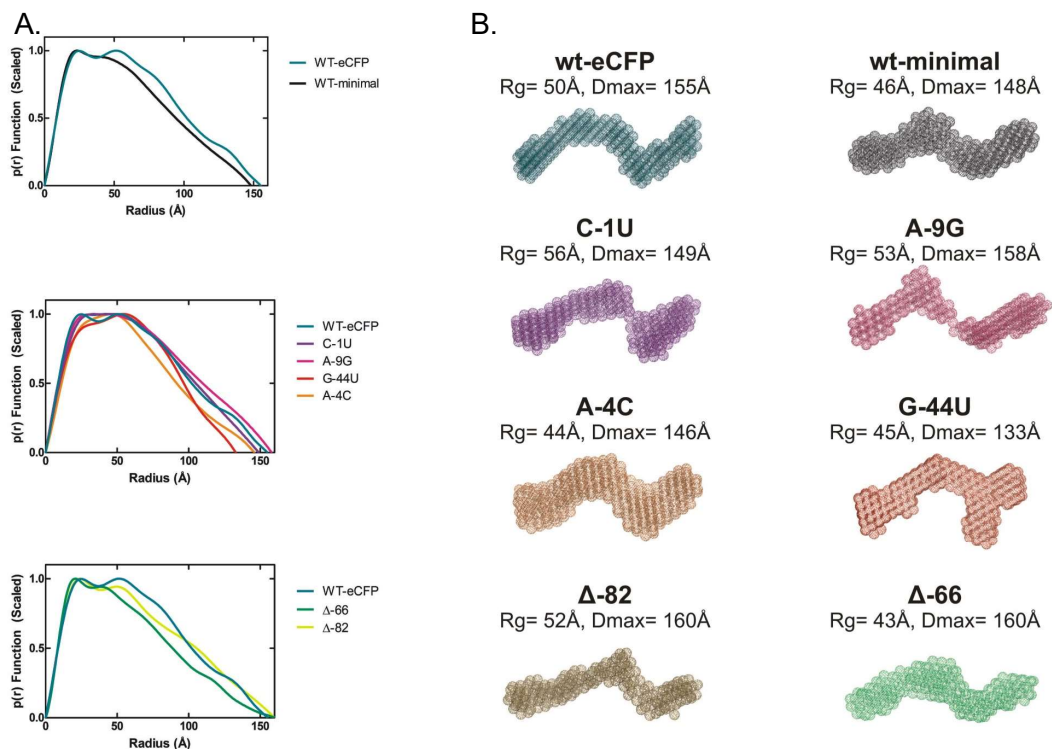 A.
p(r) Function (Scaled)
1.0
0.5
0.0
0
50
100
150
Radius (Å)
WT-eCFP
WT-minimal
p(r) Function (Scaled)
1.0
0.5
0.0
0
50
100
150
Radius (Å)
WT-eCFP
C-1U
A-9G
G-44U
A-4C
p(r) Function (Scaled)
1.0
0.5
0.0
0
50
100
150
Radius (Å)
WT-eCFP
Δ-66
Δ-82
B.
wt-eCFP
Rg= 50Å, Dmax= 155Å
wt-minimal
Rg= 46Å, Dmax= 148Å
C-1U
Rg= 56Å, Dmax= 149Å
A-9G
Rg= 53Å, Dmax= 158Å
A-4C
Rg= 44Å, Dmax= 146Å
G-44U
Rg= 45Å, Dmax= 133Å
Δ-82
Rg= 52Å, Dmax= 160Å
Δ-66
Rg= 43Å, Dmax= 160Å